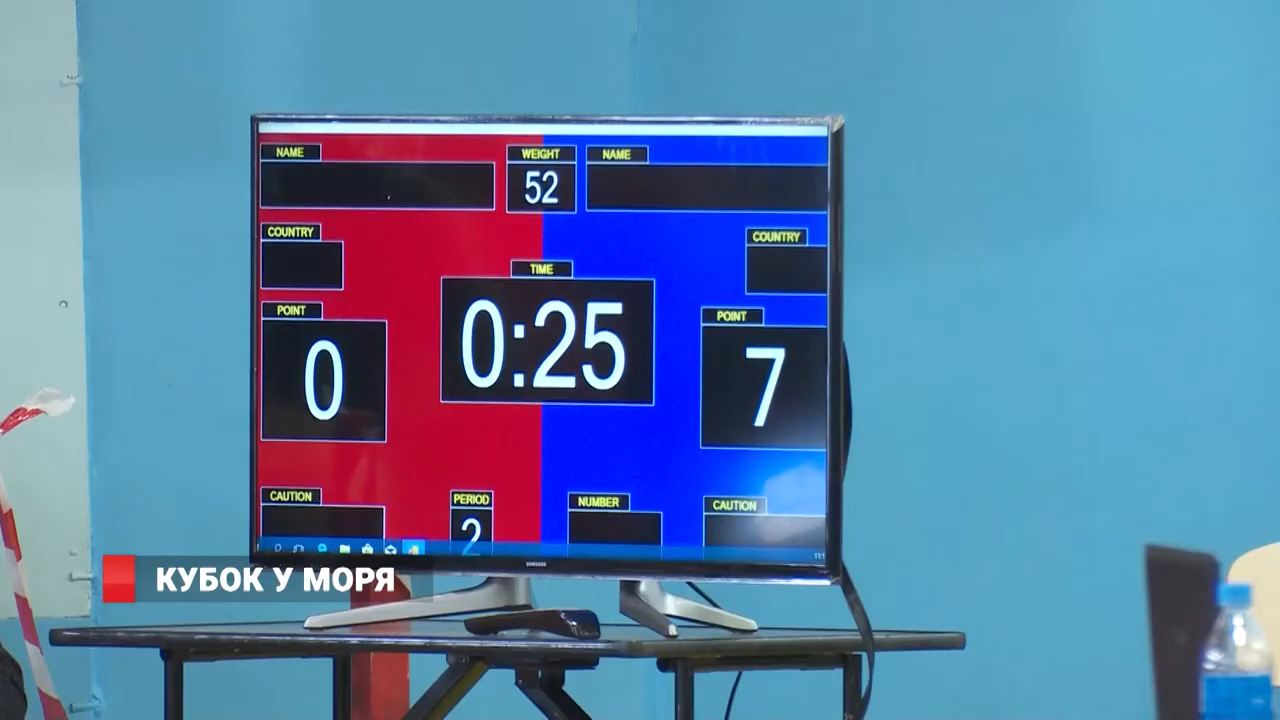 NAME
WEIGHT
NAME
52
COUNTRY
COUNTRY
TIME
0:25
POINT
POINT
0
7
CAUTION
PERIOD
NUMBER
CAUTION
2
SAMSUNG
КУБОК У МОРЯ